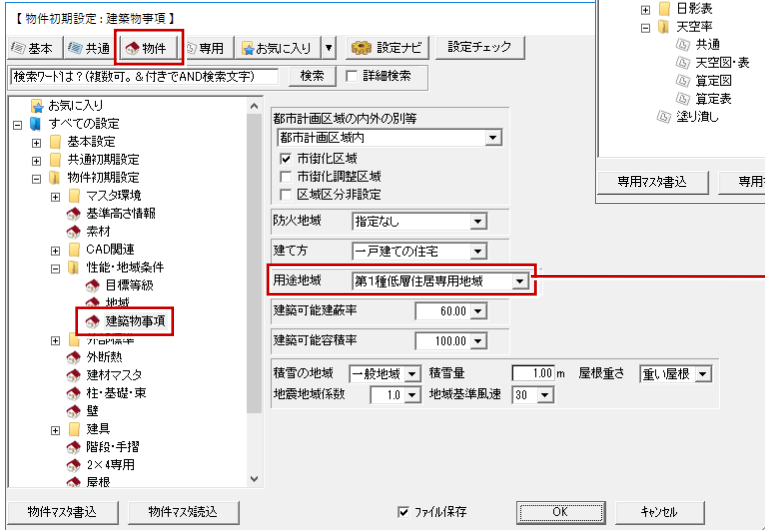 【 物件初期設定 : 建築物事項 】
基本 共通 物件 専用 お気に入り ▼ 設定ナビ 設定チェック
検索ワードは？(複数可。&付きでAND検索文字) 検索 詳細検索
お気に入り
すべての設定
基本設定
共通初期設定
物件初期設定
マスタ環境
基準高さ情報
素材
CAD関連
性能・地域条件
目標等級
地域
建築物事項
外部標準
外断熱
建材マスタ
柱・基礎・束
壁
建具
階段・手摺
2×4専用
屋根
都市計画区域の内外の別等
都市計画区域内
市街化区域
市街化調整区域
区域区分非設定
防火地域 指定なし
建て方 一戸建ての住宅
用途地域 第1種低層住居専用地域
建築可能建蔽率 60.00
建築可能容積率 100.00
積雪の地域 一般地域 積雪量 1.00 m 屋根重さ 重い屋根
地震地域係数 1.0 地域基準風速 30
物件マスタ書込 物件マスタ読込 ファイル保存 OK キャンセル
日影表
天空率
共通
天空図・表
算定図
算定表
塗り潰し
専用マスタ書込 専用